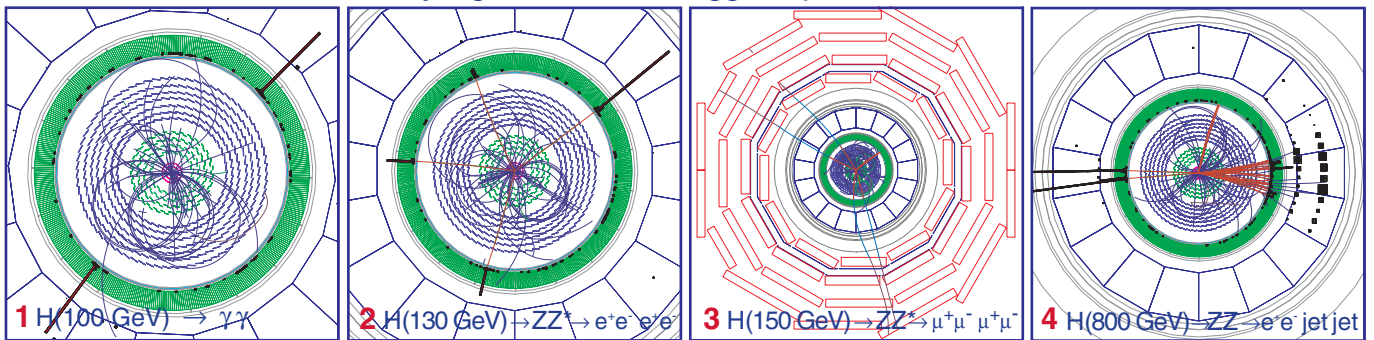 1 H(100 GeV) → γγ
2 H(130 GeV)→ZZ*→ e⁺e⁻ e⁺e⁻
3 H(150 GeV)→ZZ*→ μ⁺μ⁻ μ⁺μ⁻
4 H(800 GeV)→ZZ→e⁺e⁻ jet jet